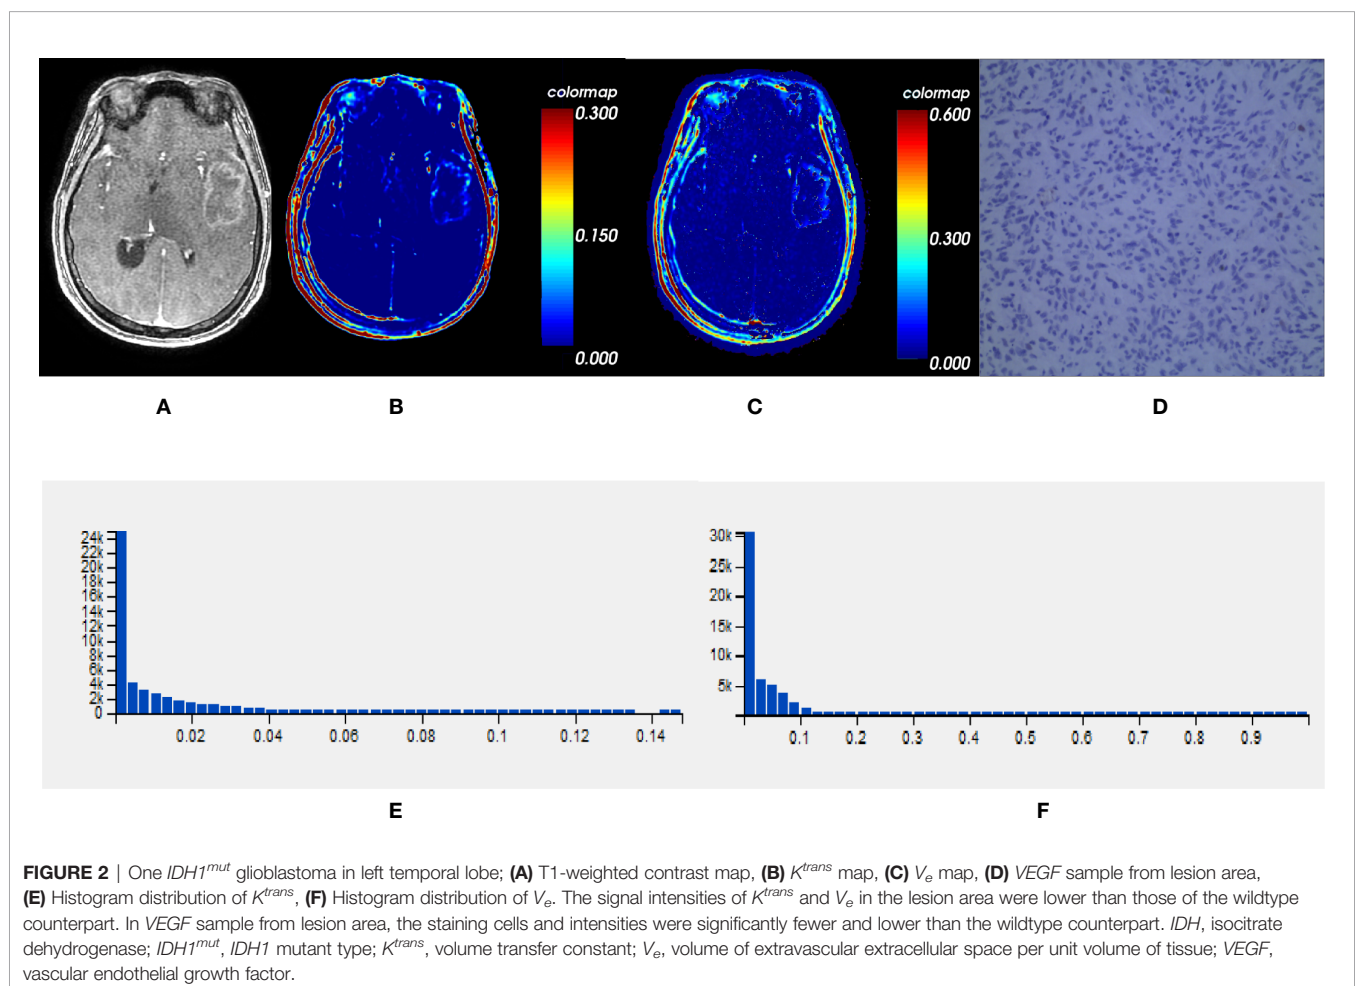 colormap
0.300
0.150
0.000
colormap
0.600
0.300
0.000
A
B
C
D
24k
22k
20k
18k
16k
14k
12k
10k
8k
6k
4k
2k
0
0.02
0.04
0.06
0.08
0.1
0.12
0.14
30k
25k
20k
15k
10k
5k
0.1
0.2
0.3
0.4
0.5
0.6
0.7
0.8
0.9
E
F
FIGURE 2 | One IDH1mut glioblastoma in left temporal lobe; (A) T1-weighted contrast map, (B) Ktrans map, (C) Ve map, (D) VEGF sample from lesion area,
(E) Histogram distribution of Ktrans, (F) Histogram distribution of Ve. The signal intensities of Ktrans and Ve in the lesion area were lower than those of the wildtype
counterpart. In VEGF sample from lesion area, the staining cells and intensities were significantly fewer and lower than the wildtype counterpart. IDH, isocitrate
dehydrogenase; IDH1mut, IDH1 mutant type; Ktrans, volume transfer constant; Ve, volume of extravascular extracellular space per unit volume of tissue; VEGF,
vascular endothelial growth factor.